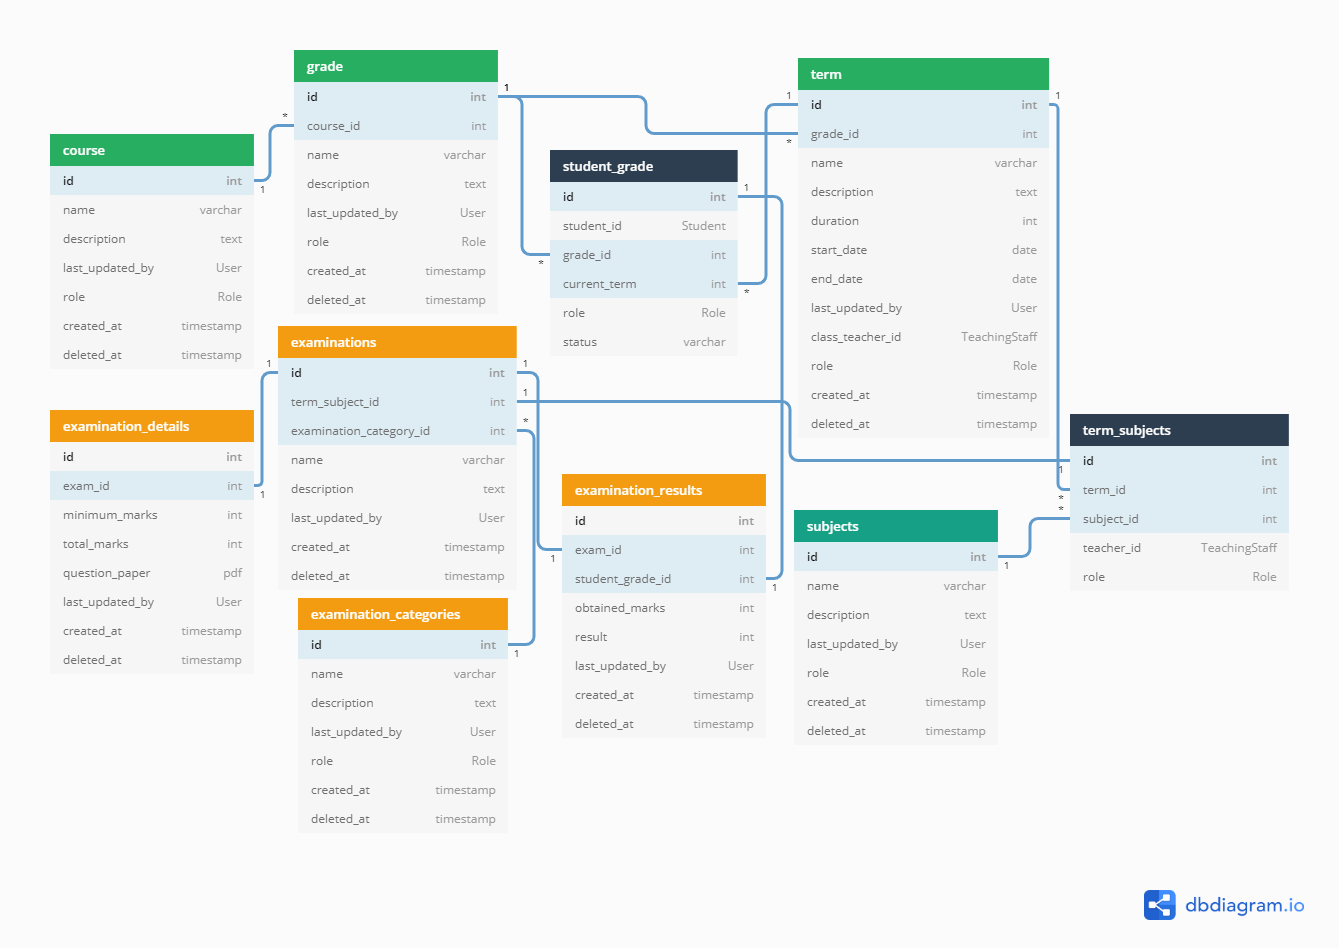 grade
id int
course_id int
name varchar
description text
last_updated_by User
role Role
created_at timestamp
deleted_at timestamp
1
*
term
id int
grade_id int
name varchar
description text
duration int
start_date date
end_date date
last_updated_by User
class_teacher_id TeachingStaff
role Role
created_at timestamp
deleted_at timestamp
1
*
1
course
id int
name varchar
description text
last_updated_by User
role Role
created_at timestamp
deleted_at timestamp
1
student_grade
id int
student_id Student
grade_id int
current_term int
role Role
status varchar
1
*
*
examinations
id int
term_subject_id int
examination_category_id int
name varchar
description text
last_updated_by User
created_at timestamp
deleted_at timestamp
1
1
1
*
examination_details
id int
exam_id int
minimum_marks int
total_marks int
question_paper pdf
last_updated_by User
created_at timestamp
deleted_at timestamp
1
term_subjects
id int
term_id int
subject_id int
teacher_id TeachingStaff
role Role
1
*
*
examination_results
id int
exam_id int
student_grade_id int
obtained_marks int
result int
last_updated_by User
created_at timestamp
deleted_at timestamp
1
1
subjects
id int
name varchar
description text
last_updated_by User
role Role
created_at timestamp
deleted_at timestamp
1
examination_categories
id int
name varchar
description text
last_updated_by User
role Role
created_at timestamp
deleted_at timestamp
1
dbdiagram.io